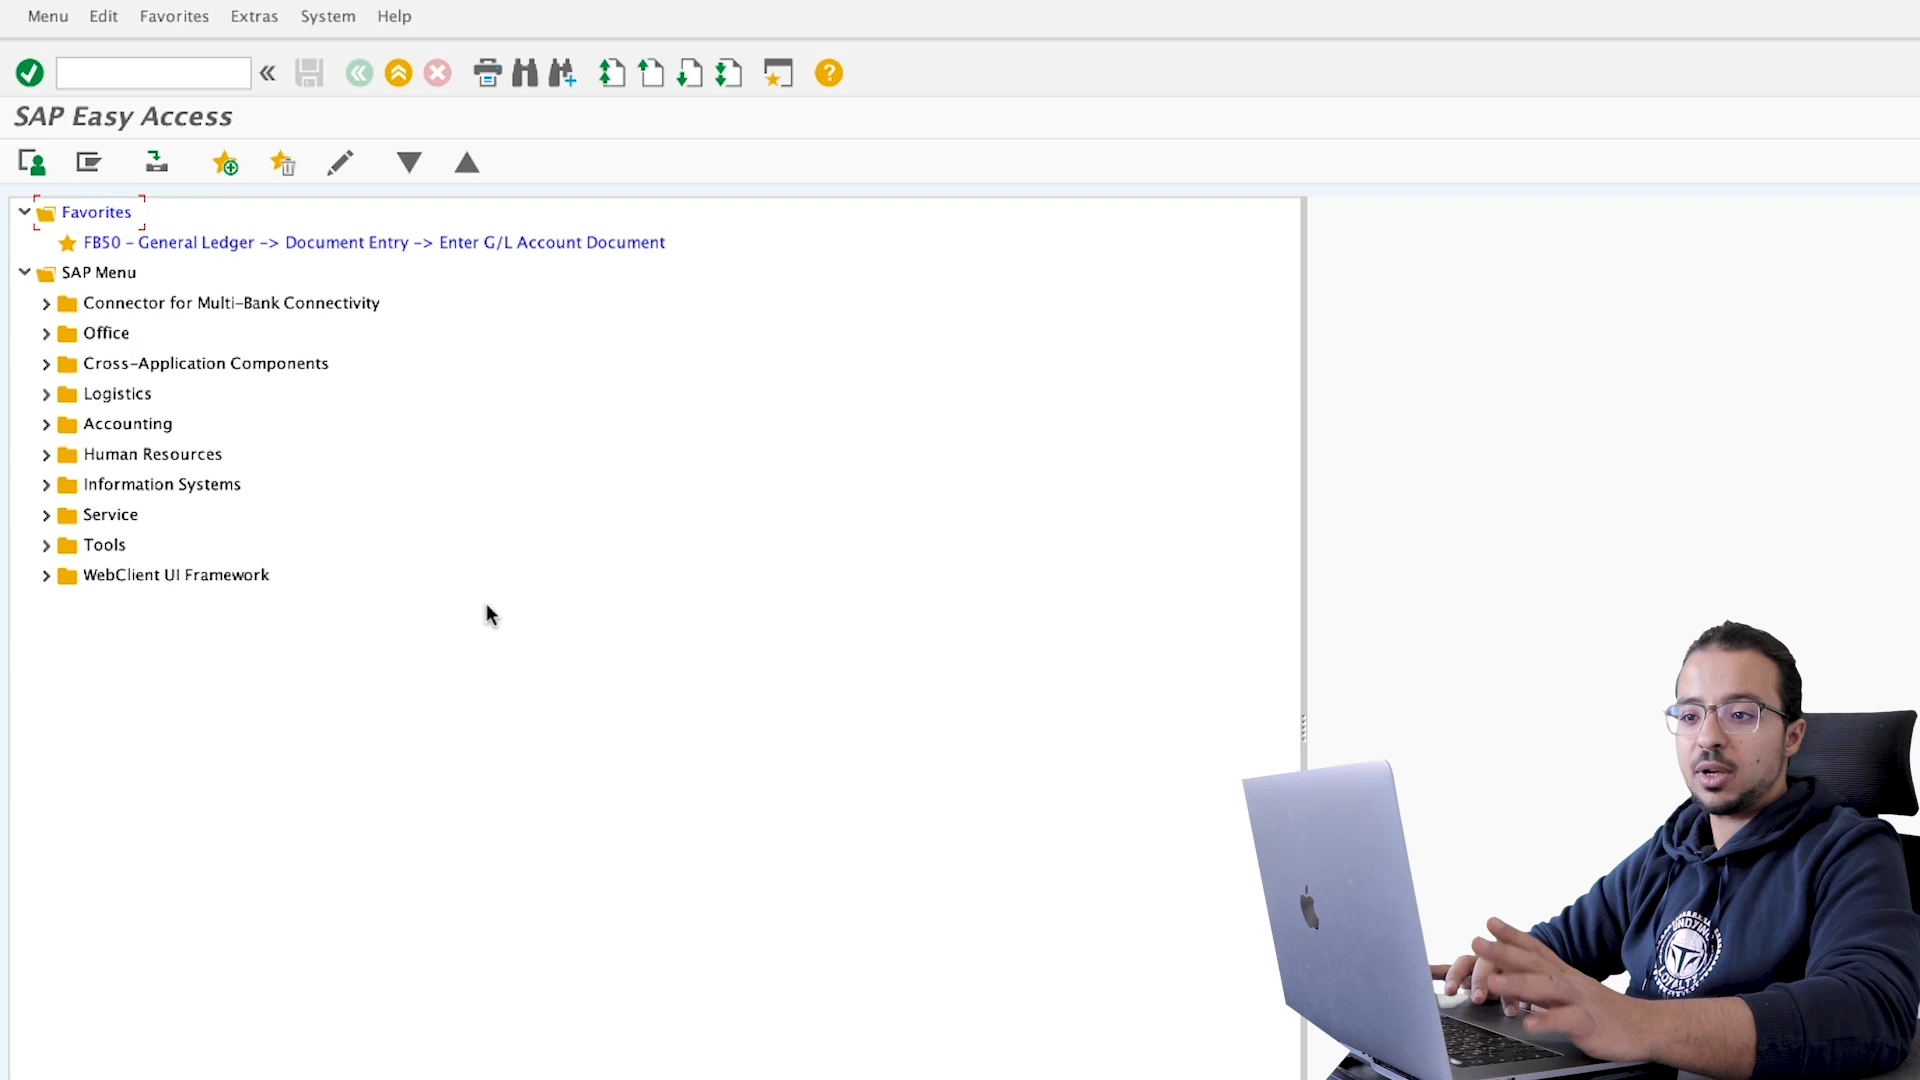 Menu Edit Favorites Extras System Help
SAP Easy Access
Favorites
FB50 - General Ledger -> Document Entry -> Enter G/L Account Document
SAP Menu
Connector for Multi-Bank Connectivity
Office
Cross-Application Components
Logistics
Accounting
Human Resources
Information Systems
Service
Tools
WebClient UI Framework
UNDYING
LOYALTY